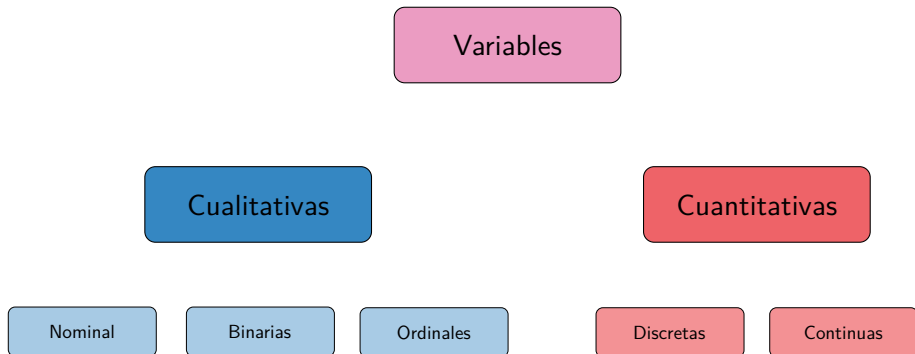 Variables
Cualitativas
Cuantitativas
Nominal
Binarias
Ordinales
Discretas
Continuas